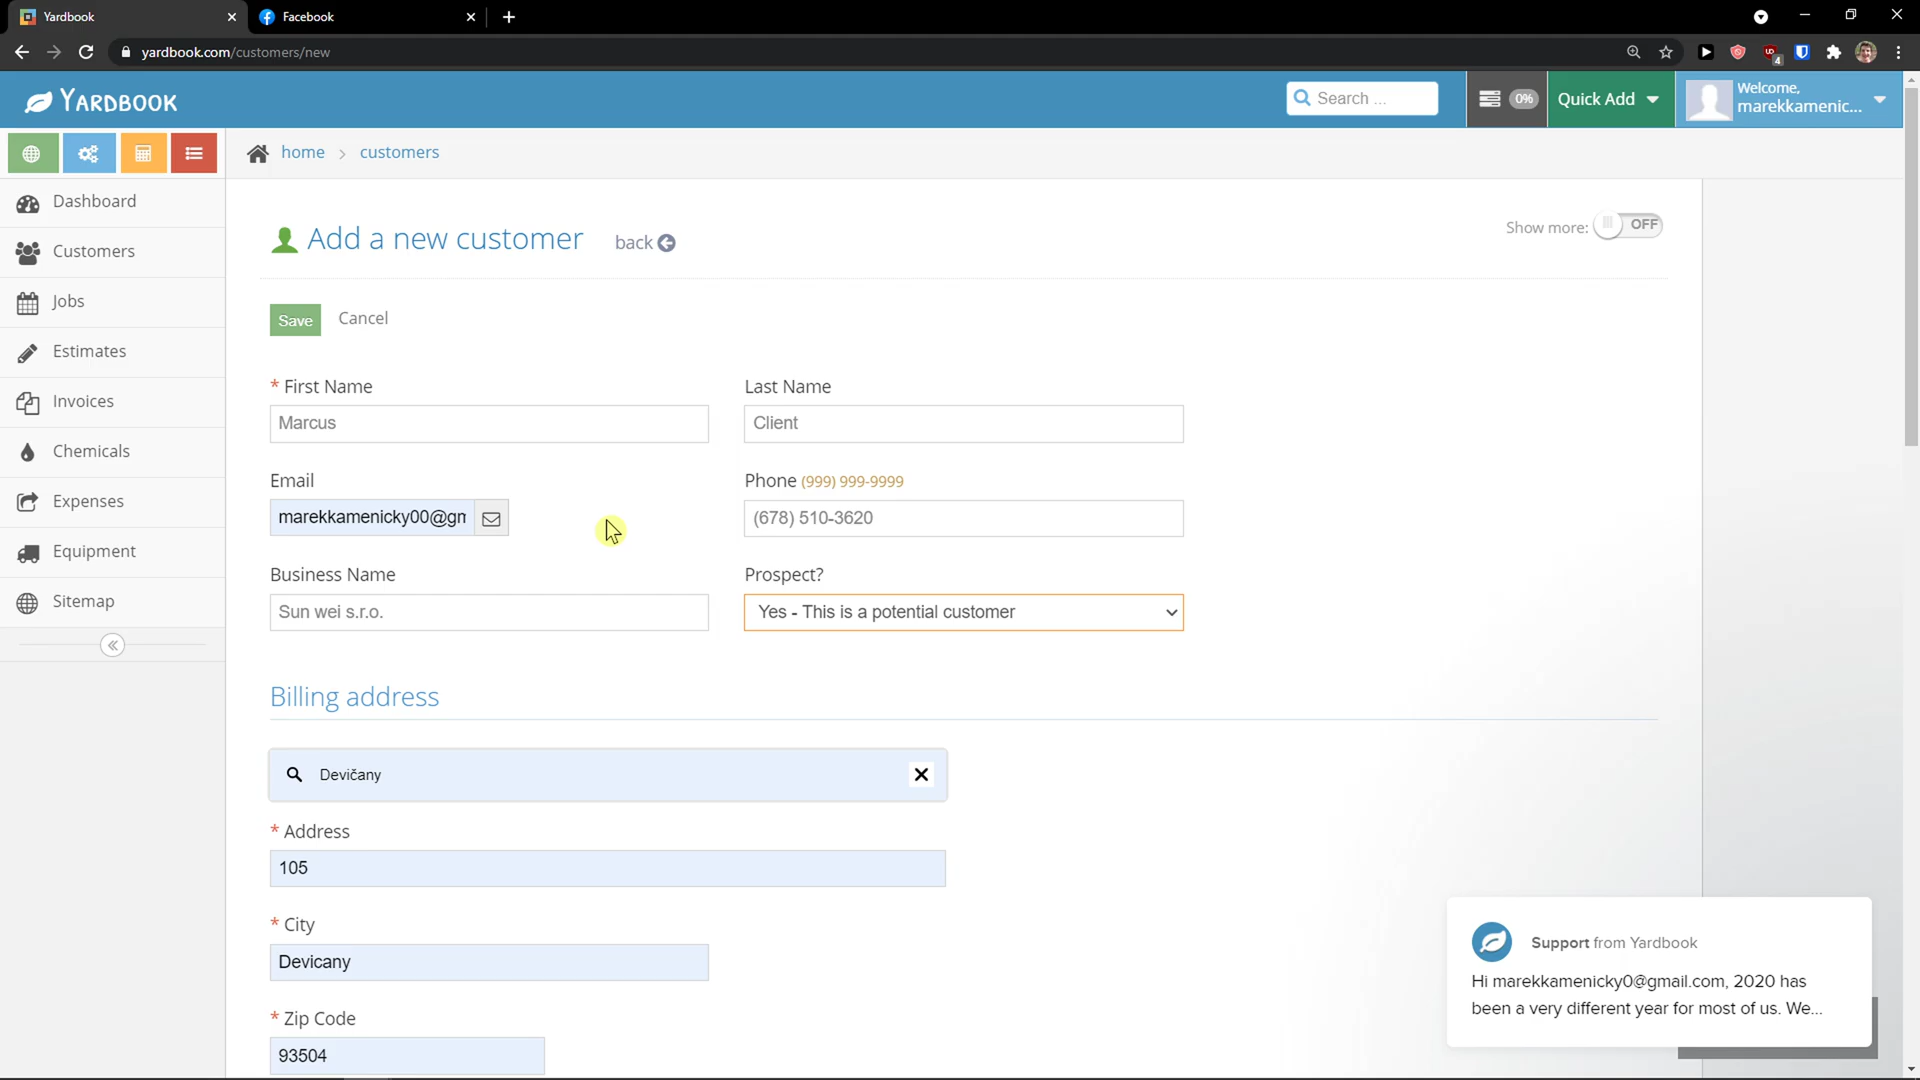 Yardbook
Facebook
yardbook.com/customers/new
4
YARDBOOK
Search ...
0%
Quick Add
Welcome,
marekkamenic...
home > customers
Dashboard
Customers
Jobs
Estimates
Invoices
Chemicals
Expenses
Equipment
Sitemap
Add a new customer
back
Show more:
OFF
Save
Cancel
* First Name
Last Name
Marcus
Client
Email
Phone (999) 999-9999
marekkamenicky00@gm
(678) 510-3620
Business Name
Prospect?
Sun wei s.r.o.
Yes - This is a potential customer
Billing address
Devičany
* Address
105
* City
Devicany
* Zip Code
93504
Support from Yardbook
Hi marekkamenicky0@gmail.com, 2020 has
been a very different year for most of us. We...